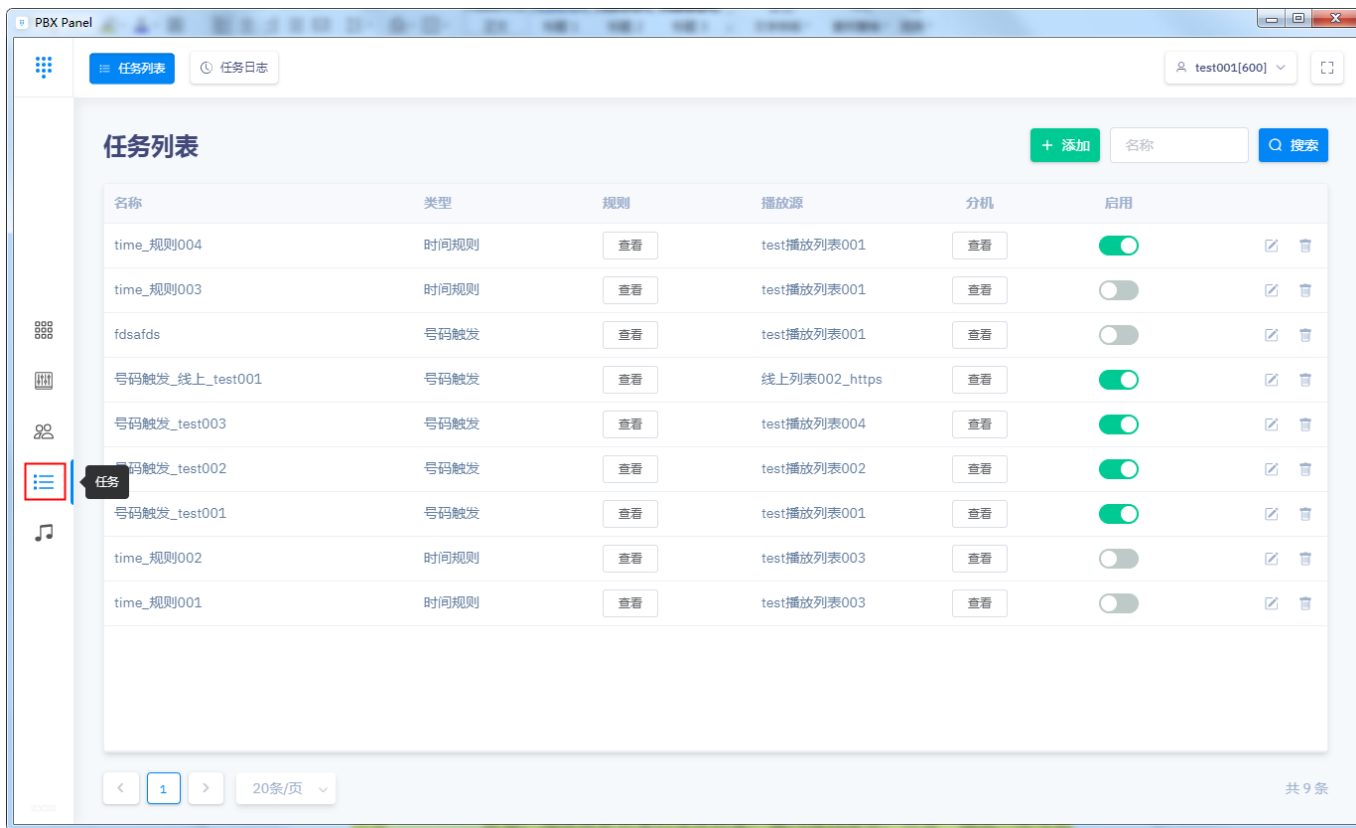 PBX Panel
任务列表 任务日志 test001[600]
任务列表 + 添加 名称 搜索
名称 类型 规则 播放源 分机 启用
time_规则004 时间规则 查看 test播放列表001 查看
time_规则003 时间规则 查看 test播放列表001 查看
fdsafds 号码触发 查看 test播放列表001 查看
号码触发_线上_test001 号码触发 查看 线上列表002_https 查看
号码触发_test003 号码触发 查看 test播放列表004 查看
任务 号码触发_test002 号码触发 查看 test播放列表002 查看
号码触发_test001 号码触发 查看 test播放列表001 查看
time_规则002 时间规则 查看 test播放列表003 查看
time_规则001 时间规则 查看 test播放列表003 查看
1 20条/页 共 9 条